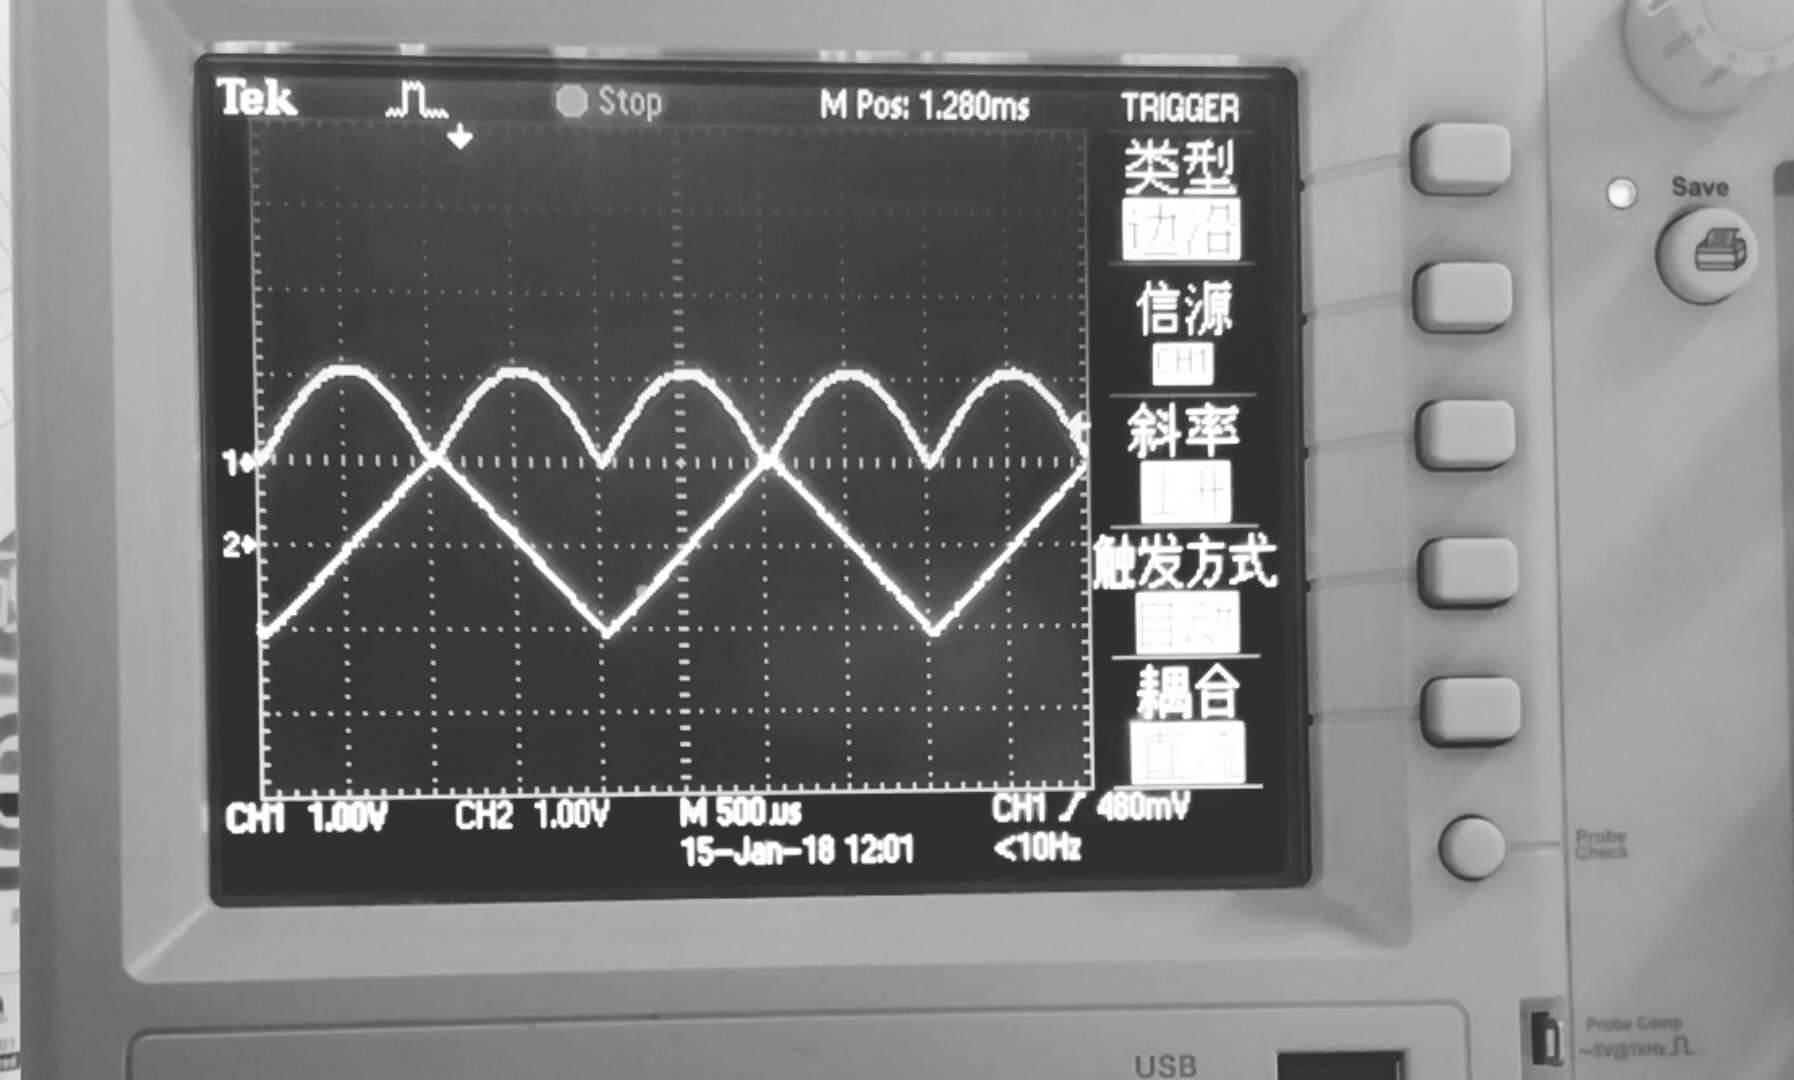 Tek Stop M Pos: 1.280ms TRIGGER
类型
边沿
信源
CH1
斜率
上升
触发方式
自动
耦合
直流
1
2
CH1 1.00V CH2 1.00V M 500us CH1 480mV
15-Jan-18 12:01 <10Hz
Save
Probe
Check
Probe Comp
~5V@1kHz
USB